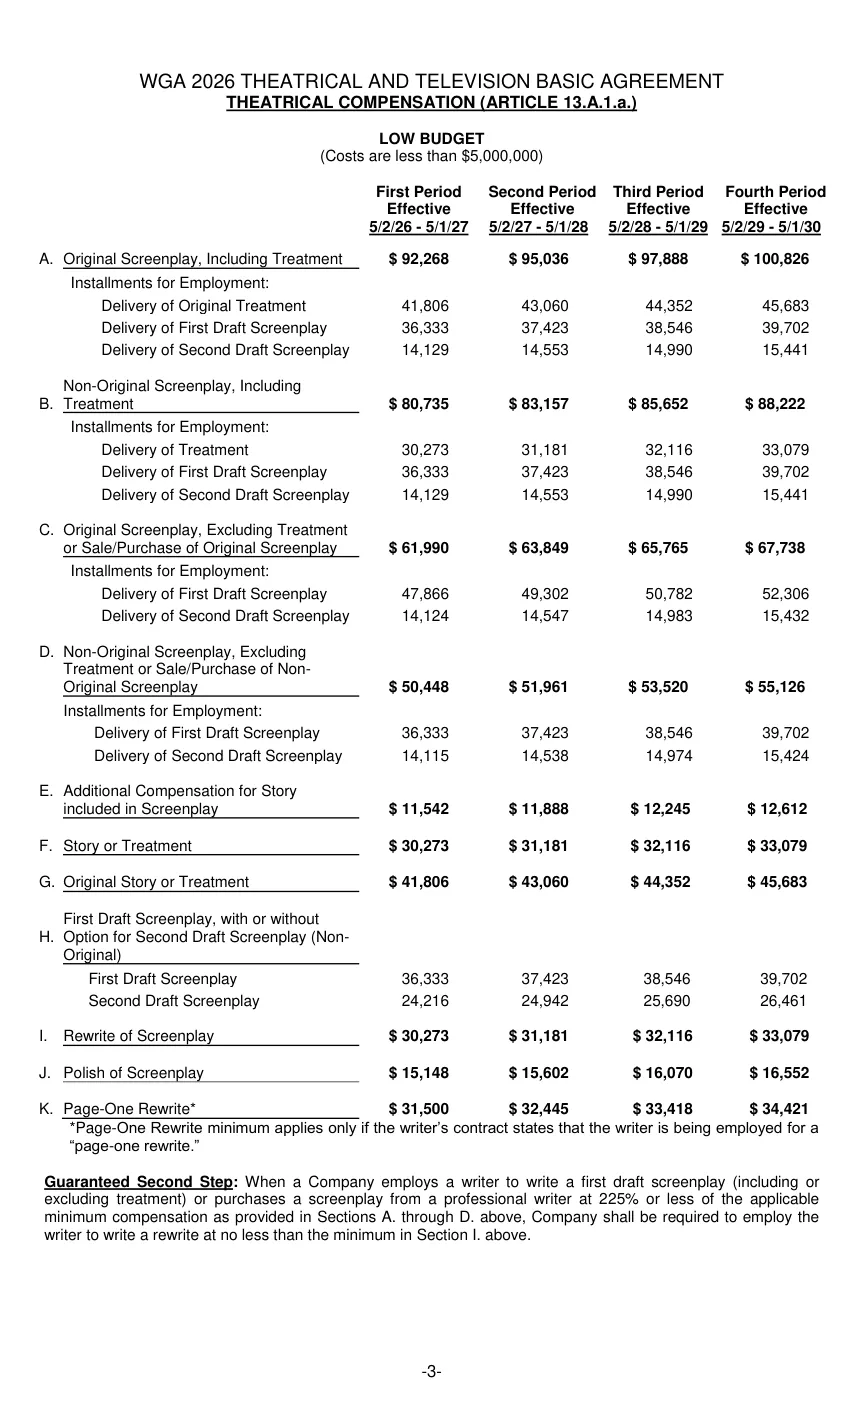 WGA 2026 THEATRICAL AND TELEVISION BASIC AGREEMENT
THEATRICAL COMPENSATION (ARTICLE 13.A.1.a.)
LOW BUDGET
(Costs are less than $5,000,000)
First Period Second Period Third Period Fourth Period
Effective Effective Effective Effective
5/2/26 - 5/1/27 5/2/27 - 5/1/28 5/2/28 - 5/1/29 5/2/29 - 5/1/30
A. Original Screenplay, Including Treatment $ 92,268 $ 95,036 $ 97,888 $ 100,826
Installments for Employment:
Delivery of Original Treatment 41,806 43,060 44,352 45,683
Delivery of First Draft Screenplay 36,333 37,423 38,546 39,702
Delivery of Second Draft Screenplay 14,129 14,553 14,990 15,441
Non-Original Screenplay, Including
B. Treatment $ 80,735 $ 83,157 $ 85,652 $ 88,222
Installments for Employment:
Delivery of Treatment 30,273 31,181 32,116 33,079
Delivery of First Draft Screenplay 36,333 37,423 38,546 39,702
Delivery of Second Draft Screenplay 14,129 14,553 14,990 15,441
C. Original Screenplay, Excluding Treatment
or Sale/Purchase of Original Screenplay $ 61,990 $ 63,849 $ 65,765 $ 67,738
Installments for Employment:
Delivery of First Draft Screenplay 47,866 49,302 50,782 52,306
Delivery of Second Draft Screenplay 14,124 14,547 14,983 15,432
D. Non-Original Screenplay, Excluding
Treatment or Sale/Purchase of Non-
Original Screenplay $ 50,448 $ 51,961 $ 53,520 $ 55,126
Installments for Employment:
Delivery of First Draft Screenplay 36,333 37,423 38,546 39,702
Delivery of Second Draft Screenplay 14,115 14,538 14,974 15,424
E. Additional Compensation for Story
included in Screenplay $ 11,542 $ 11,888 $ 12,245 $ 12,612
F. Story or Treatment $ 30,273 $ 31,181 $ 32,116 $ 33,079
G. Original Story or Treatment $ 41,806 $ 43,060 $ 44,352 $ 45,683
First Draft Screenplay, with or without
H. Option for Second Draft Screenplay (Non-
Original)
First Draft Screenplay 36,333 37,423 38,546 39,702
Second Draft Screenplay 24,216 24,942 25,690 26,461
I. Rewrite of Screenplay $ 30,273 $ 31,181 $ 32,116 $ 33,079
J. Polish of Screenplay $ 15,148 $ 15,602 $ 16,070 $ 16,552
K. Page-One Rewrite* $ 31,500 $ 32,445 $ 33,418 $ 34,421
*Page-One Rewrite minimum applies only if the writer’s contract states that the writer is being employed for a
“page-one rewrite.”
Guaranteed Second Step: When a Company employs a writer to write a first draft screenplay (including or
excluding treatment) or purchases a screenplay from a professional writer at 225% or less of the applicable
minimum compensation as provided in Sections A. through D. above, Company shall be required to employ the
writer to write a rewrite at no less than the minimum in Section I. above.
-3-